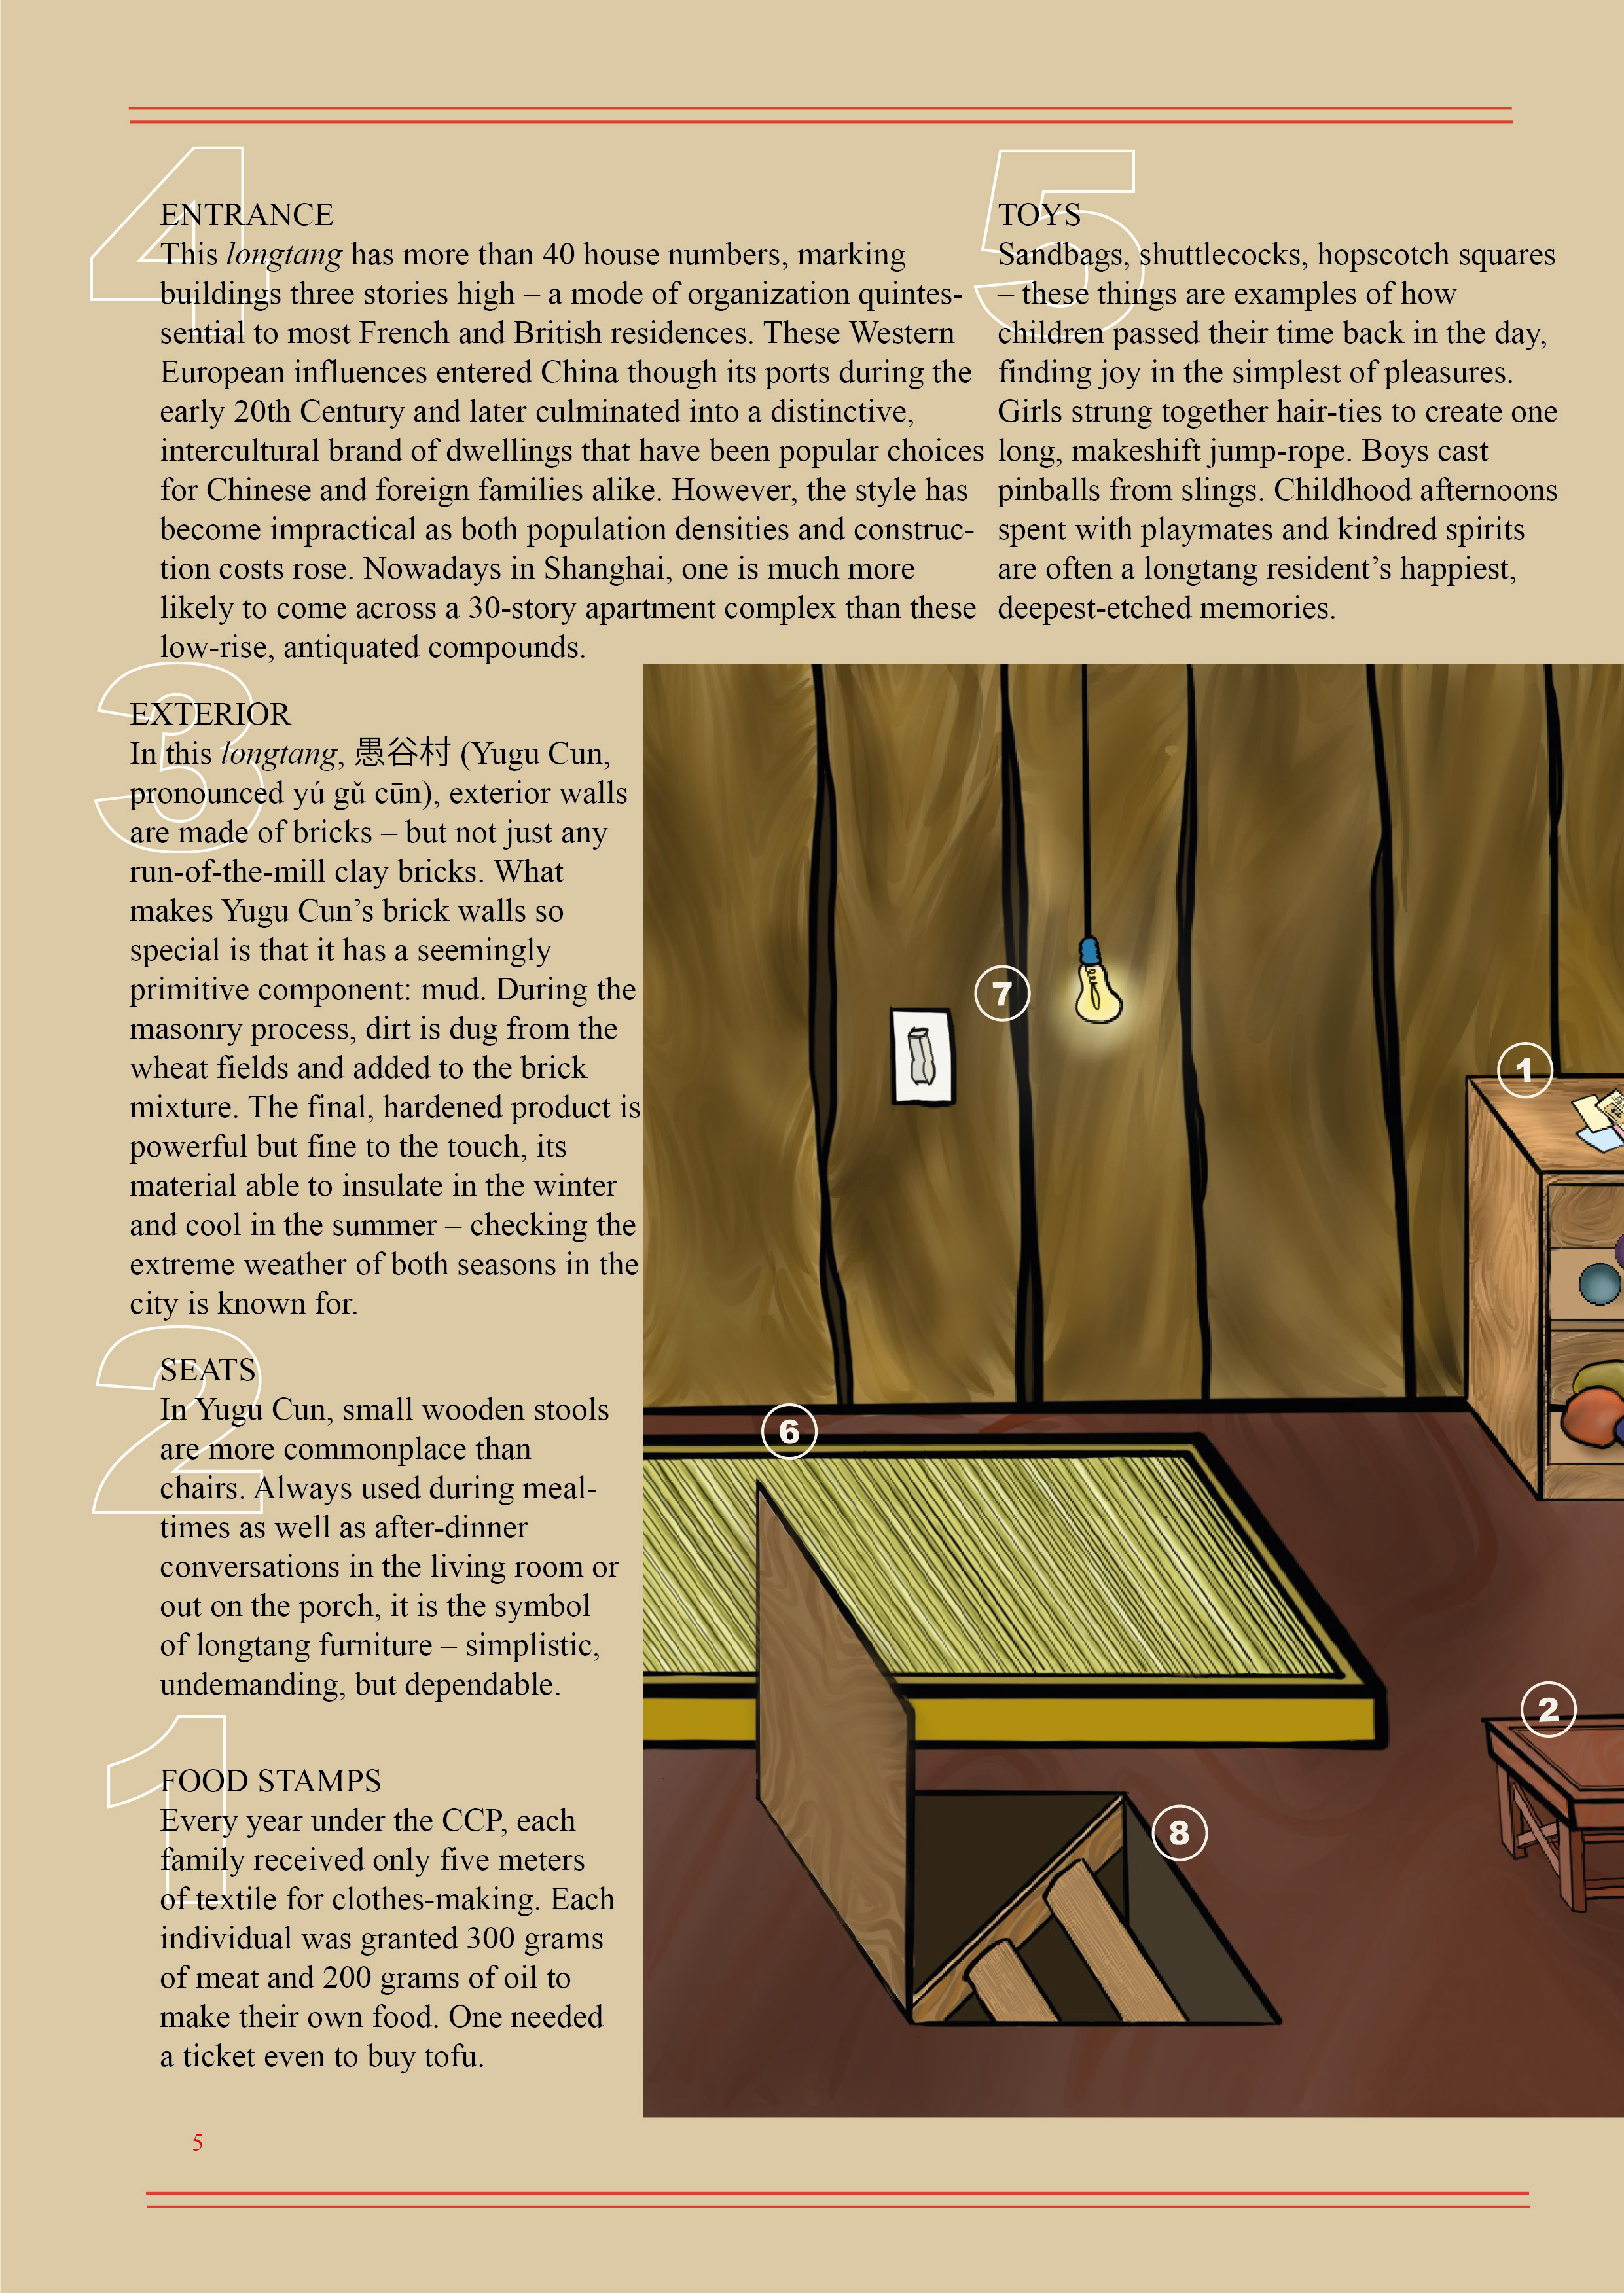 4
ENTRANCE
This longtang has more than 40 house numbers, marking
buildings three stories high – a mode of organization quintes-
sential to most French and British residences. These Western
European influences entered China though its ports during the
early 20th Century and later culminated into a distinctive,
intercultural brand of dwellings that have been popular choices
for Chinese and foreign families alike. However, the style has
become impractical as both population densities and construc-
tion costs rose. Nowadays in Shanghai, one is much more
likely to come across a 30-story apartment complex than these
low-rise, antiquated compounds.
5
TOYS
Sandbags, shuttlecocks, hopscotch squares
– these things are examples of how
children passed their time back in the day,
finding joy in the simplest of pleasures.
Girls strung together hair-ties to create one
long, makeshift jump-rope. Boys cast
pinballs from slings. Childhood afternoons
spent with playmates and kindred spirits
are often a longtang resident’s happiest,
deepest-etched memories.
3
EXTERIOR
In this longtang, 愚谷村 (Yugu Cun,
pronounced yú gǔ cūn), exterior walls
are made of bricks – but not just any
run-of-the-mill clay bricks. What
makes Yugu Cun’s brick walls so
special is that it has a seemingly
primitive component: mud. During the
masonry process, dirt is dug from the
wheat fields and added to the brick
mixture. The final, hardened product is
powerful but fine to the touch, its
material able to insulate in the winter
and cool in the summer – checking the
extreme weather of both seasons in the
city is known for.
2
SEATS
In Yugu Cun, small wooden stools
are more commonplace than
chairs. Always used during meal-
times as well as after-dinner
conversations in the living room or
out on the porch, it is the symbol
of longtang furniture – simplistic,
undemanding, but dependable.
1
FOOD STAMPS
Every year under the CCP, each
family received only five meters
of textile for clothes-making. Each
individual was granted 300 grams
of meat and 200 grams of oil to
make their own food. One needed
a ticket even to buy tofu.
7
1
6
2
8
5